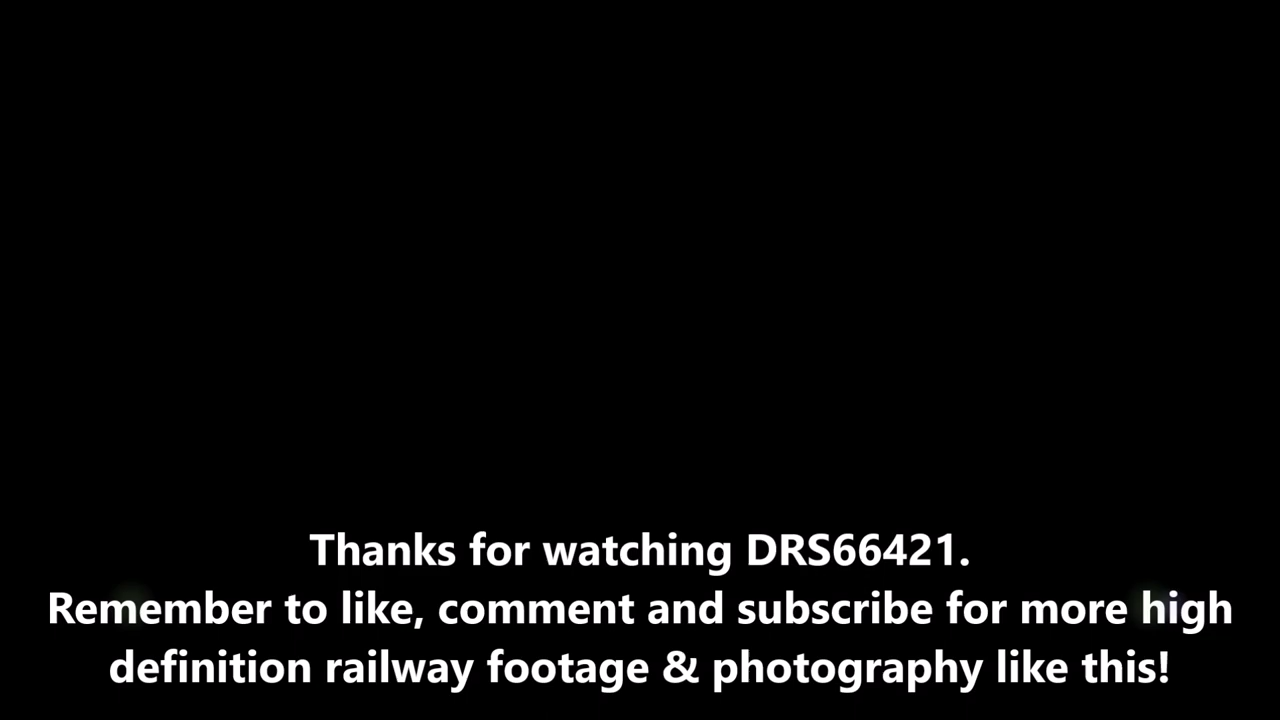 Thanks for watching DRS66421.
Remember to like, comment and subscribe for more high
definition railway footage & photography like this!